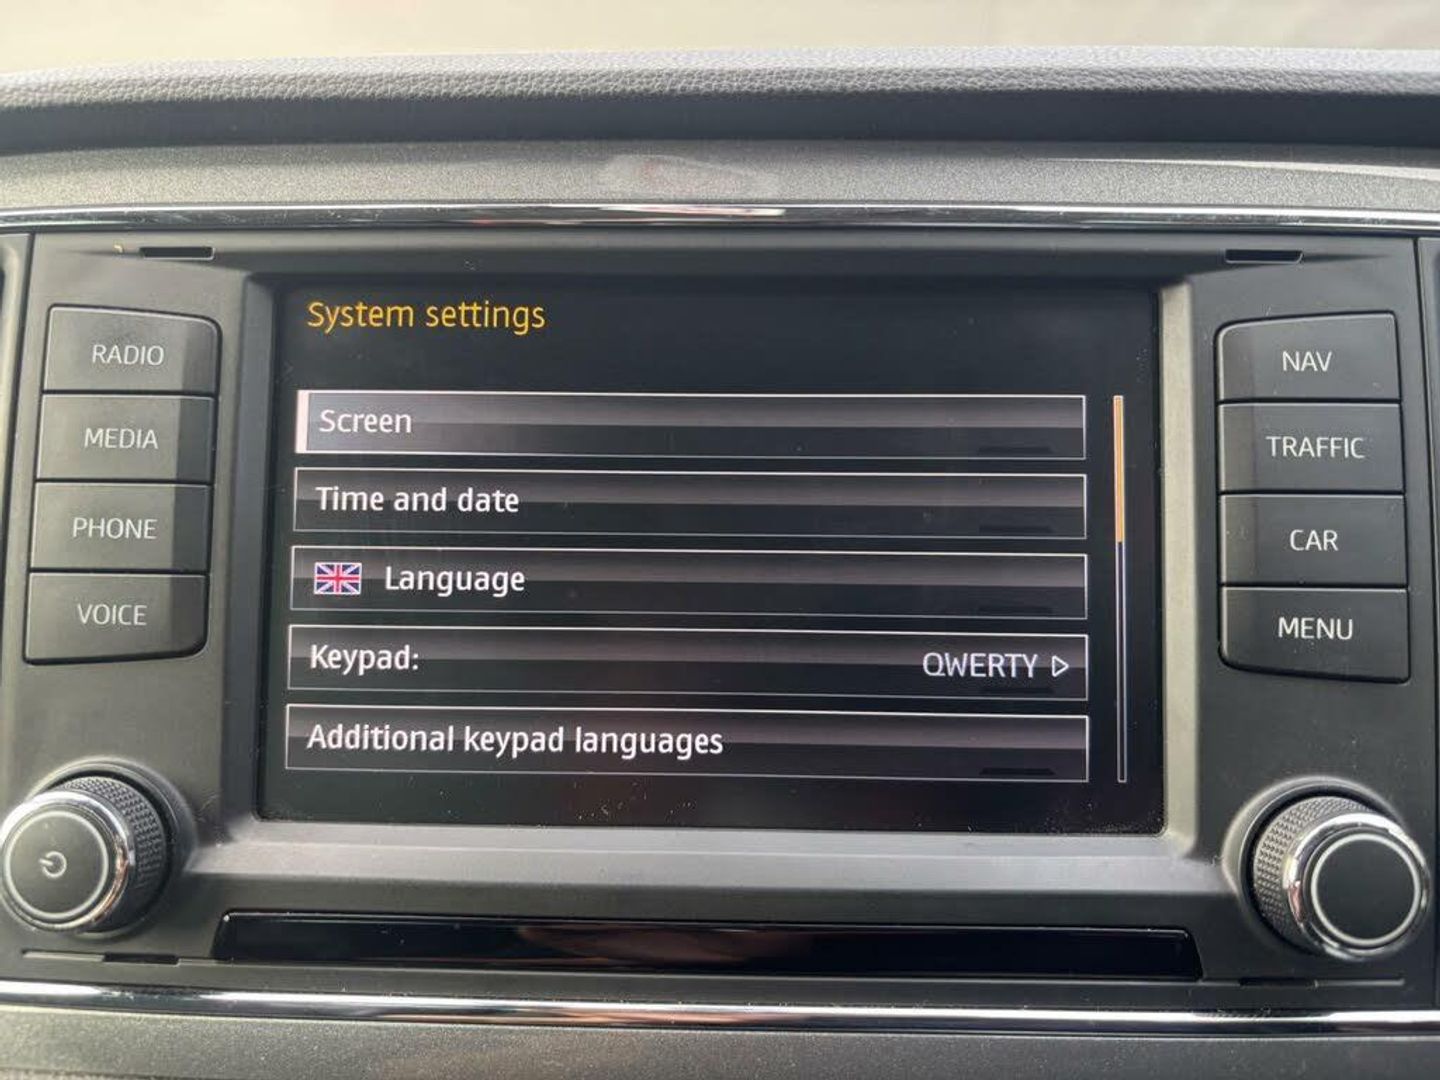 System settings
RADIO
MEDIA
PHONE
VOICE
Screen
Time and date
Language
Keypad: QWERTY
Additional keypad languages
NAV
TRAFFIC
CAR
MENU